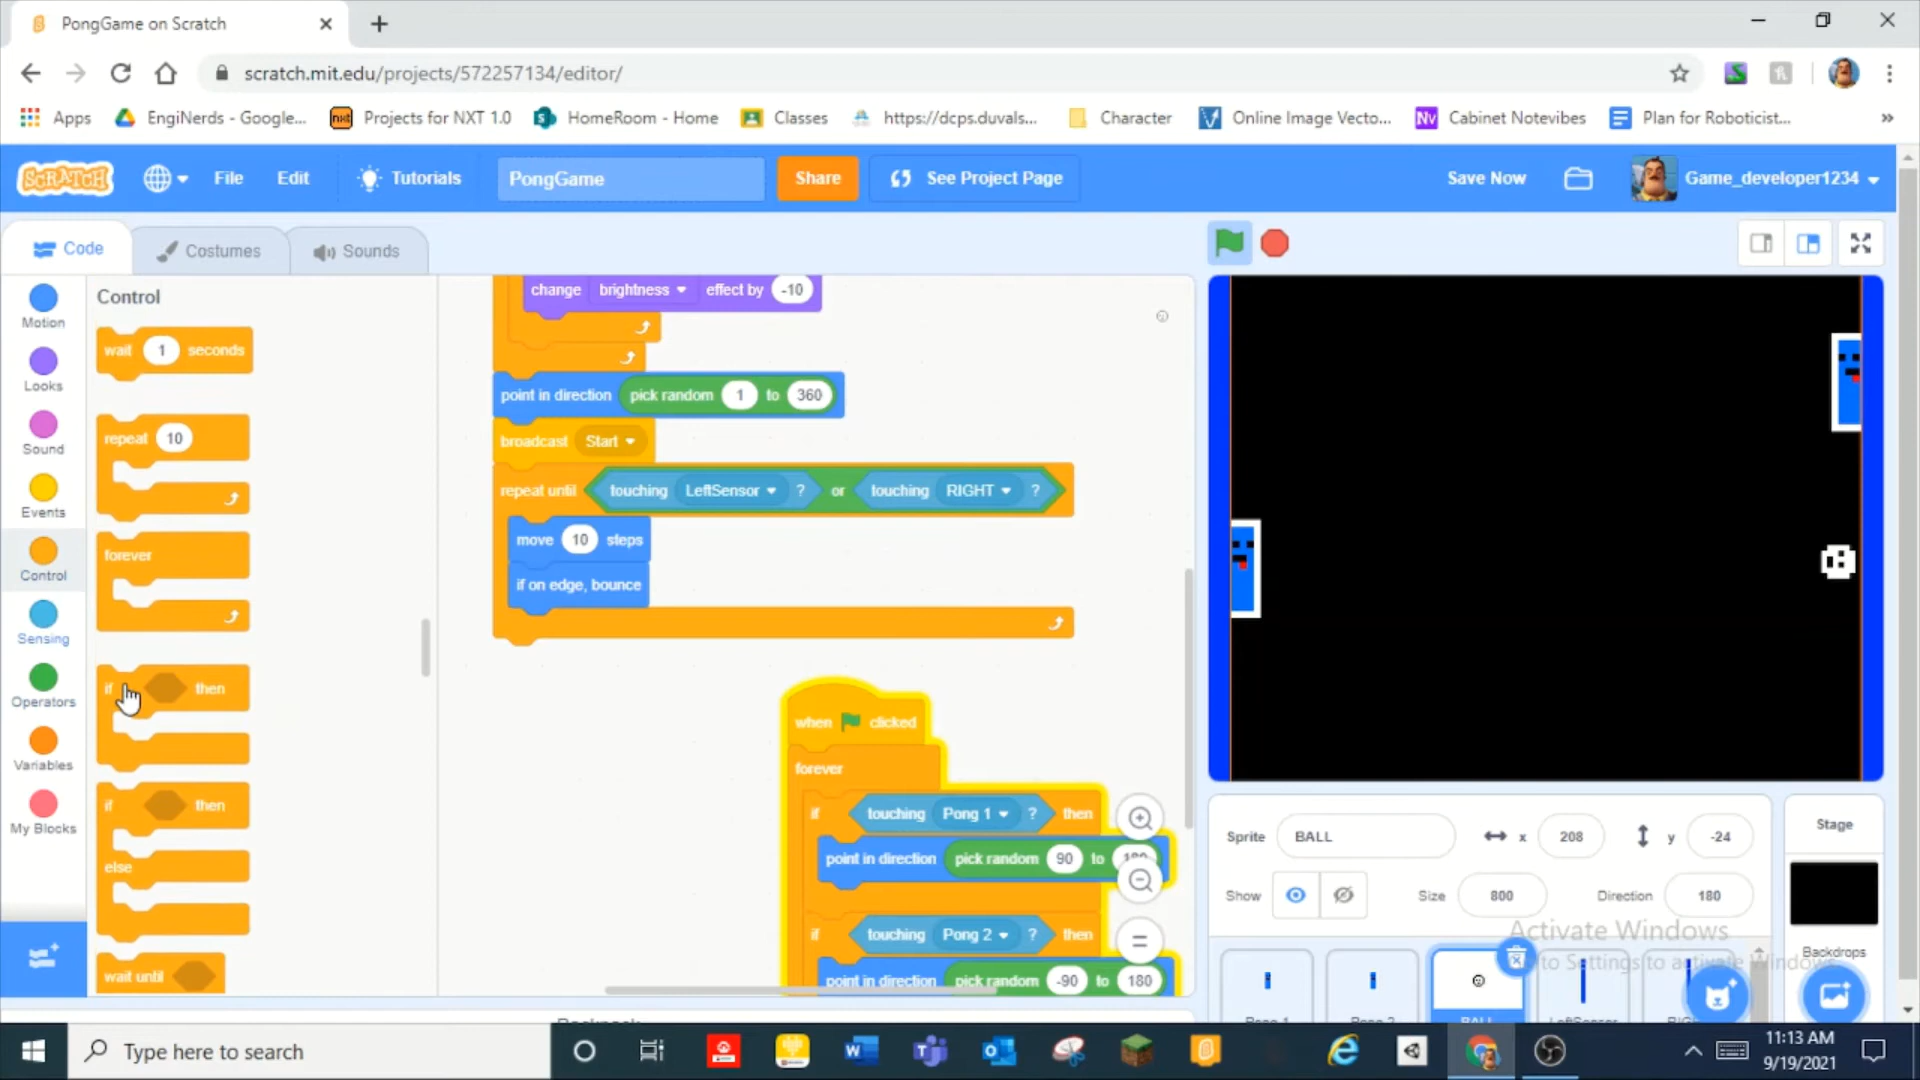 PongGame on Scratch
scratch.mit.edu/projects/572257134/editor/
Apps EngiNerds - Google... Projects for NXT 1.0 HomeRoom - Home Classes https://dcps.duvals... Character Online Image Vecto... Cabinet Notevibes Plan for Roboticist... »
SCRATCH File Edit Tutorials PongGame Share See Project Page Save Now Game_developer1234
Code Costumes Sounds
Motion
Looks
Sound
Events
Control
Sensing
Operators
Variables
My Blocks
Control
wait 1 seconds
repeat 10
forever
if then
if then
else
wait until
change brightness effect by -10
point in direction pick random 1 to 360
broadcast Start
repeat until touching LeftSensor ? or touching RIGHT ?
move 10 steps
if on edge, bounce
when clicked
forever
if touching Pong 1 ? then
point in direction pick random 90 to
if touching Pong 2 ? then
point in direction pick random -90 to 180
Sprite BALL x 208 y -24
Show Size 800 Direction 180
Stage
Backdrops
Activate Windows
to Settings to activate Windows.
BALL
Type here to search
11:13 AM
9/19/2021